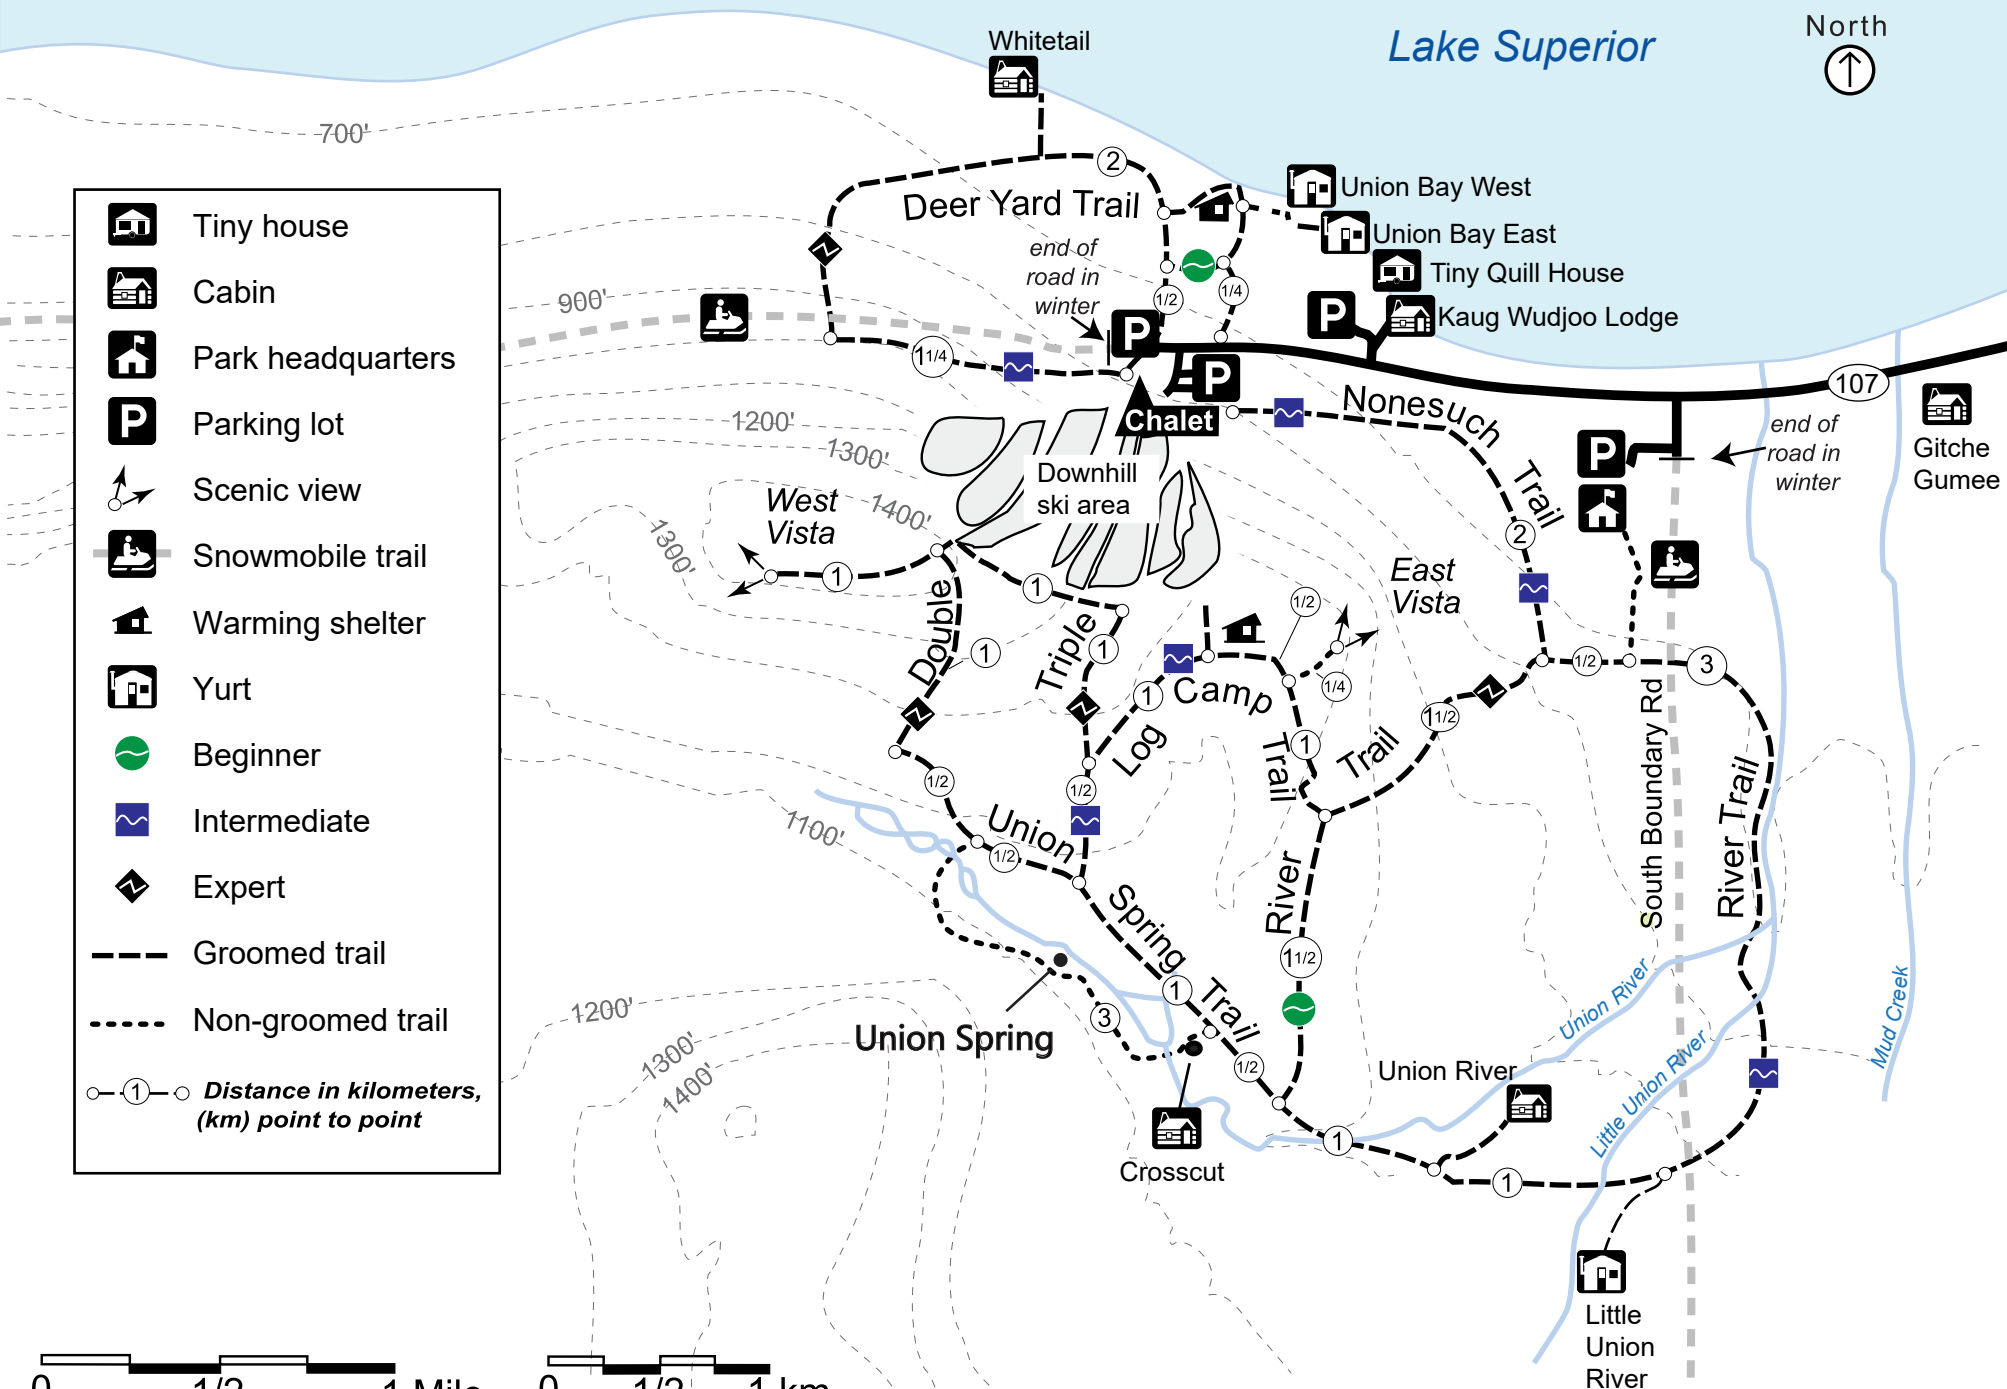 North
Lake Superior
Whitetail
700'
2
Deer Yard Trail
Union Bay West
Union Bay East
Tiny Quill House
Kaug Wudjoo Lodge
end of
road in
winter
1/2
1/4
900'
P
P
P
1 1/4
107
Chalet
Nonesuch
Trail
Gitche
Gumee
end of
road in
winter
P
1200'
1300'
1400'
1300'
Downhill
ski area
West
Vista
1
1
2
East
Vista
Double
1
Triple
1
1/2
1/4
1
Log
Camp
Trail
1
1/2
3
1 1/2
Trail
River
1 1/2
South Boundary Rd
River Trail
1/2
1/2
1/2
Union
Spring
Trail
1
1100'
Union Spring
3
1/2
Union River
Little Union River
Mud Creek
Union River
Crosscut
1
1
1200'
1300'
1400'
Little
Union
River
Tiny house
Cabin
Park headquarters
P
Parking lot
Scenic view
Snowmobile trail
Warming shelter
Yurt
Beginner
Intermediate
Expert
Groomed trail
Non-groomed trail
1
Distance in kilometers,
(km) point to point
0 1/2 1 Mile
0 1/2 1 km